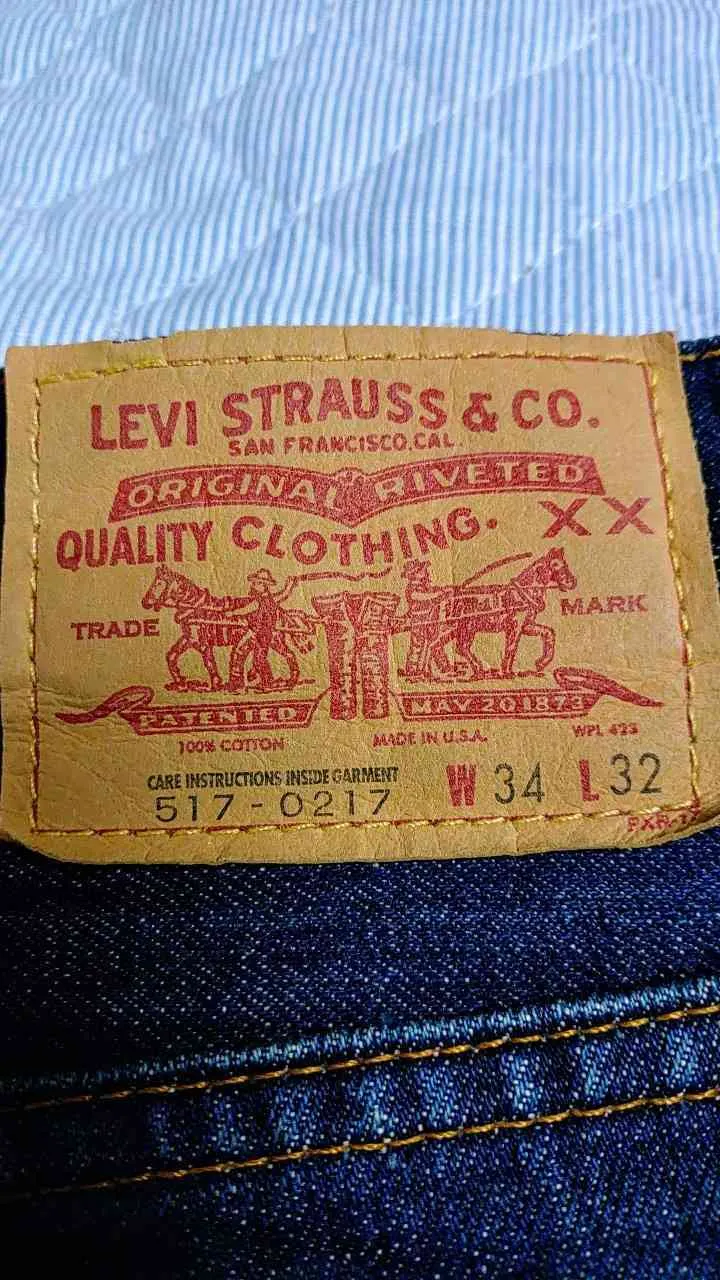 LEVI STRAUSS & CO.
SAN FRANCISCO, CAL.
ORIGINAL RIVETED
QUALITY CLOTHING. XX
TRADE MARK
PATENTED MAY 20 1873
100% COTTON MADE IN U.S.A. WPL 423
CARE INSTRUCTIONS INSIDE GARMENT
517-0217 W 34 L 32